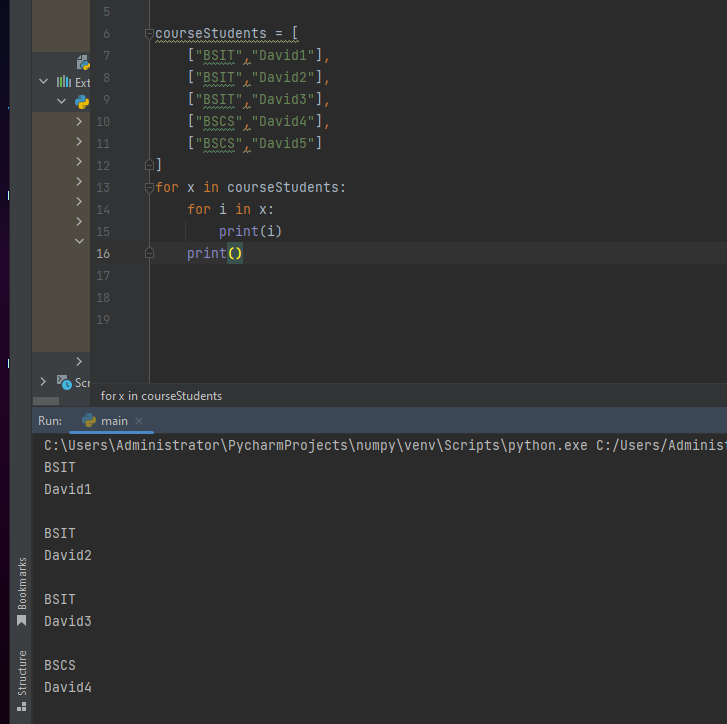 5
6 courseStudents = [
7 ["BSIT","David1"],
8 ["BSIT","David2"],
9 ["BSIT","David3"],
10 ["BSCS","David4"],
11 ["BSCS","David5"]
12 ]
13 for x in courseStudents:
14 for i in x:
15 print(i)
16 print()
17
18
19
Ext
Scr
for x in courseStudents
Run: main
C:\Users\Administrator\PycharmProjects\numpy\venv\Scripts\python.exe C:/Users/Administ
BSIT
David1
BSIT
David2
BSIT
David3
BSCS
David4
Bookmarks
Structure